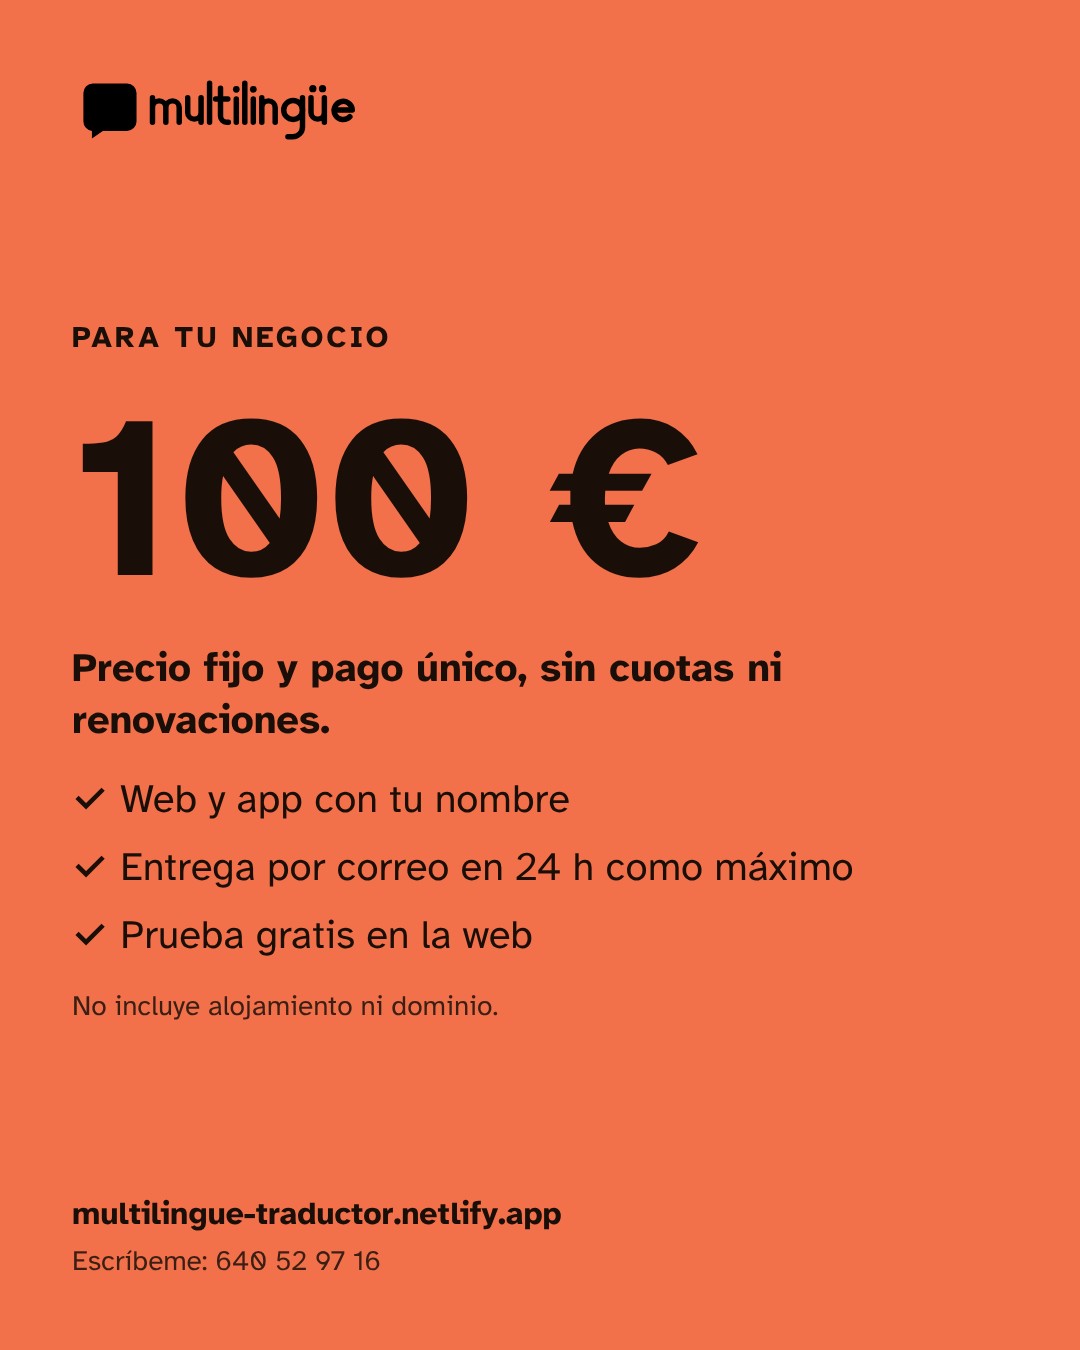 multilingüe
PARA TU NEGOCIO
100 €
Precio fijo y pago único, sin cuotas ni
renovaciones.
✓ Web y app con tu nombre
✓ Entrega por correo en 24 h como máximo
✓ Prueba gratis en la web
No incluye alojamiento ni dominio.
multilingue-traductor.netlify.app
Escríbeme: 640 52 97 16